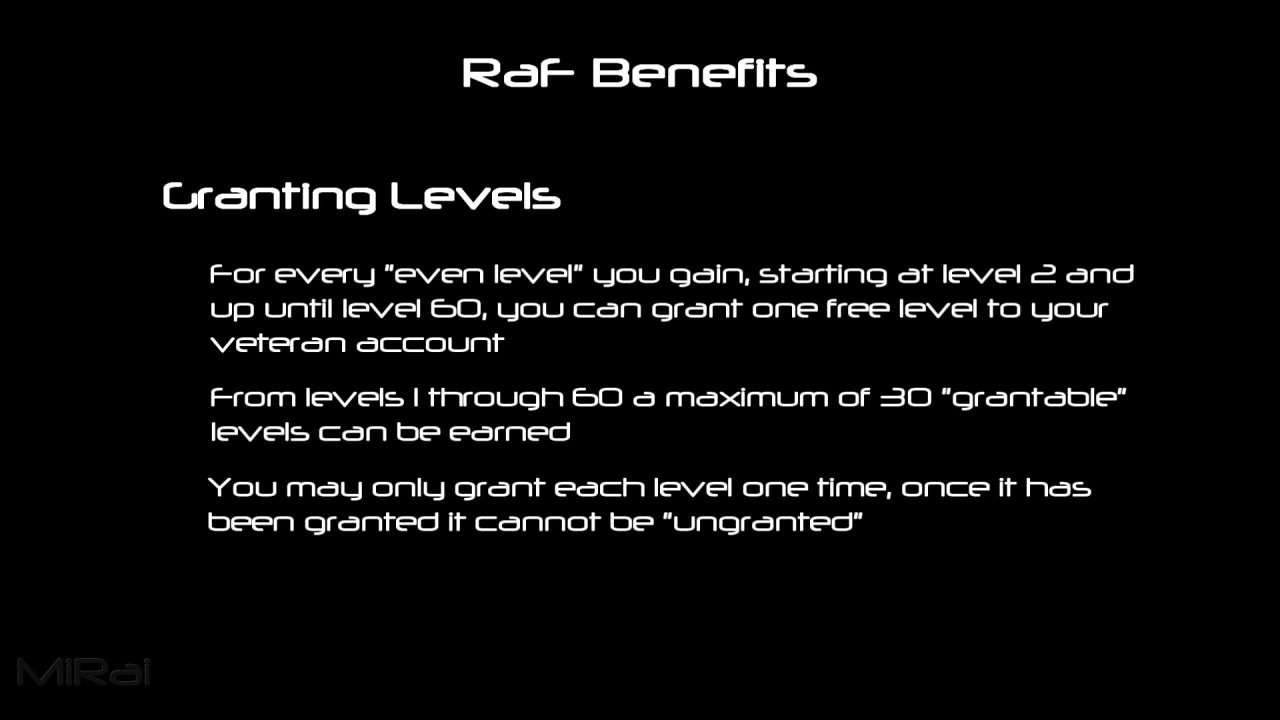 RaF Benefits
Granting Levels
For every "even level" you gain, starting at level 2 and
up until level 60, you can grant one free level to your
veteran account
From levels 1 through 60 a maximum of 30 "grantable"
levels can be earned
You may only grant each level one time, once it has
been granted it cannot be "ungranted"
MiRai